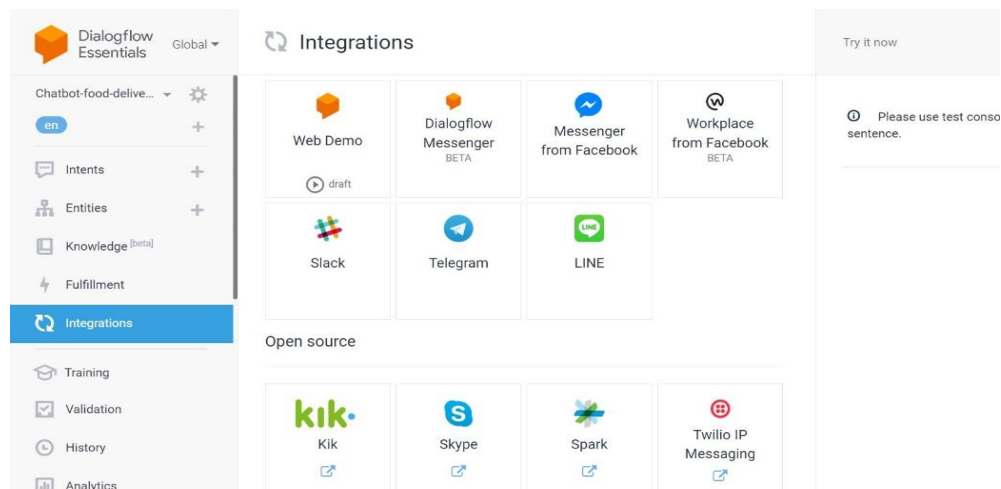 Dialogflow
Essentials
Global
Integrations
Try it now
Chatbot-food-delive...
en
Intents
Entities
Knowledge [beta]
Fulfillment
Integrations
Training
Validation
History
Analytics
Web Demo
draft
Dialogflow
Messenger
BETA
Messenger
from Facebook
Workplace
from Facebook
BETA
Slack
Telegram
LINE
LINE
Open source
kik
Kik
S
Skype
Spark
Twilio IP
Messaging
Please use test conso
sentence.